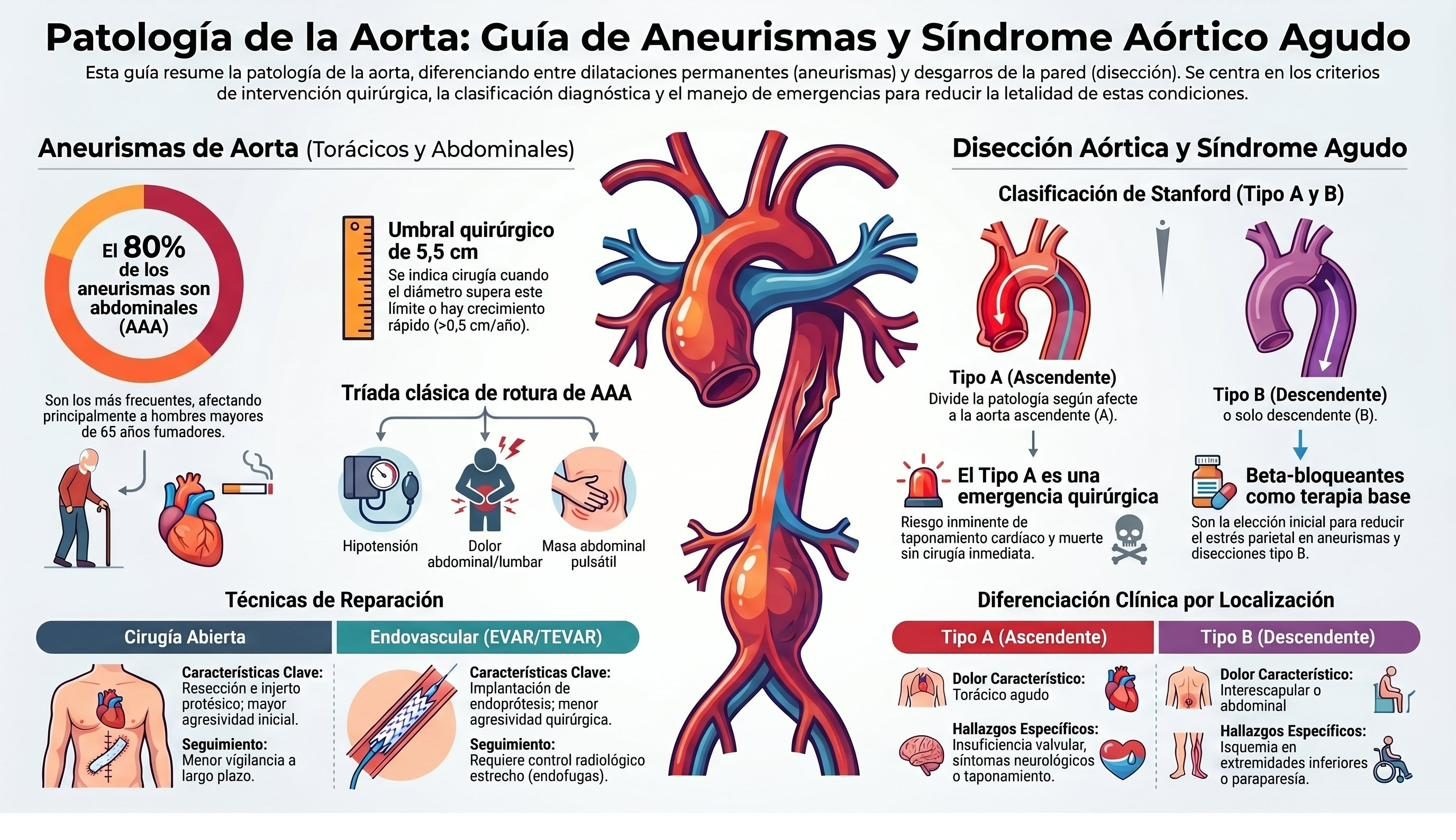 Patología de la Aorta: Guía de Aneurismas y Síndrome Aórtico Agudo
Esta guía resume la patología de la aorta, diferenciando entre dilataciones permanentes (aneurismas) y desgarros de la pared (disección). Se centra en los criterios
de intervención quirúrgica, la clasificación diagnóstica y el manejo de emergencias para reducir la letalidad de estas condiciones.
Aneurismas de Aorta (Torácicos y Abdominales)
El 80%
de los
aneurismas son
abdominales
(AAA)
Son los más frecuentes, afectando
principalmente a hombres mayores
de 65 años fumadores.
Umbral quirúrgico
de 5,5 cm
Se indica cirugía cuando
el diámetro supera este
límite o hay crecimiento
rápido (>0,5 cm/año).
Tríada clásica de rotura de AAA
Hipotensión
Dolor
abdominal/lumbar
Masa abdominal
pulsátil
Técnicas de Reparación
Cirugía Abierta
Endovascular (EVAR/TEVAR)
Características Clave:
Resección e injerto
protésico; mayor
agresividad inicial.
Seguimiento:
Menor vígilancia a
largo plazo.
Características Clave:
Implantación de
endoprótesis; menor
agresividad quirúrgica.
Seguimiento:
Requiere control radiológico
estrecho (endofugas).
Disección Aórtica y Síndrome Agudo
Clasificación de Stanford (Tipo A y B)
Tipo A (Ascendente)
Divide la patología según afecte
a la aorta ascendente (A).
Tipo B (Descendente)
o solo descendente (B).
El Tipo A es una
emergencia quirúrgica
Riesgo inminente de
taponamiento cardíaco y muerte
sin cirugía inmediata.
Beta-bloqueantes
como terapia base
Son la elección inicial para reducir
el estrés parietal en aneurismas y
disecciones tipo B.
Diferenciación Clínica por Localización
Tipo A (Ascendente)
Tipo B (Descendente)
Dolor Característico:
Torácico agudo
Hallazgos Específicos:
Insuficiencia valvular,
síntomas neurológicos
o taponamiento.
Dolor Característico:
Interescapular o
abdominal
Hallazgos Específicos:
Isquemia en
extremidades inferiores
o paraparesía.